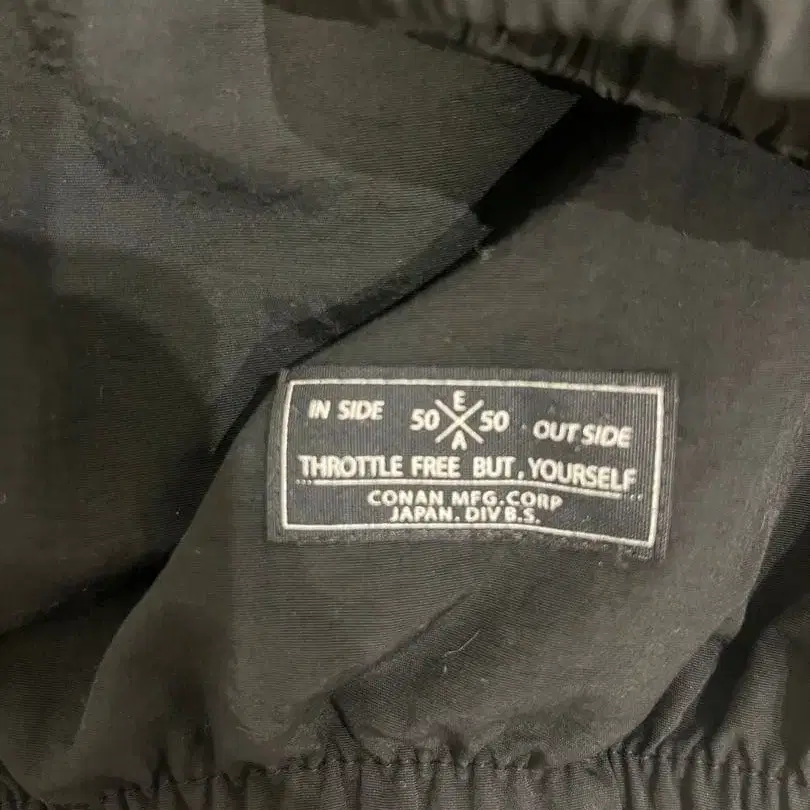 IN SIDE 50 E A 50 OUT SIDE
THROTTLE FREE BUT, YOURSELF
CONAN MFG.CORP
JAPAN. DIV B.S.